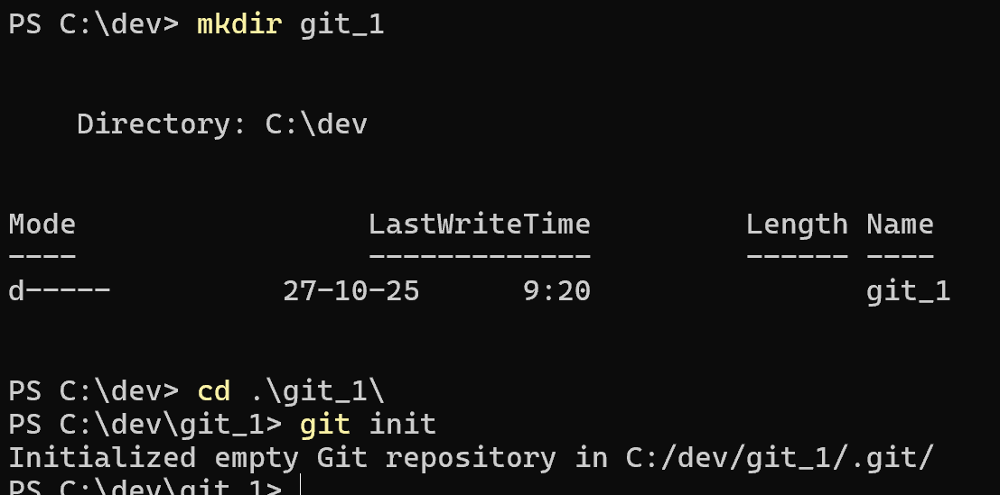 PS C:\dev> mkdir git_1
    Directory: C:\dev
Mode                 LastWriteTime         Length Name
----                 -------------         ------ ----
d-----        27-10-25      9:20                git_1
PS C:\dev> cd .\git_1\
PS C:\dev\git_1> git init
Initialized empty Git repository in C:/dev/git_1/.git/
PS C:\dev\git_1>